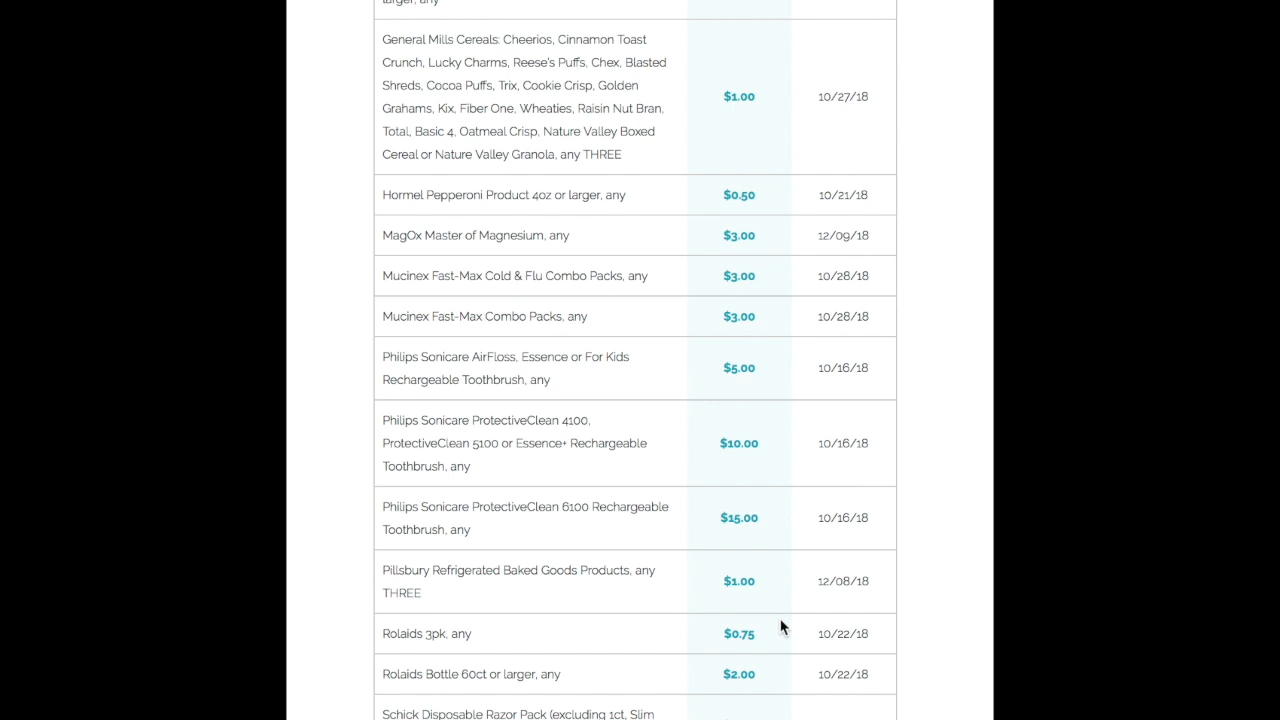 larger, any
General Mills Cereals: Cheerios, Cinnamon Toast
Crunch, Lucky Charms, Reese's Puffs, Chex, Blasted
Shreds, Cocoa Puffs, Trix, Cookie Crisp, Golden
Grahams, Kix, Fiber One, Wheaties, Raisin Nut Bran,
Total, Basic 4, Oatmeal Crisp, Nature Valley Boxed
Cereal or Nature Valley Granola, any THREE
$1.00
10/27/18
Hormel Pepperoni Product 4oz or larger, any
$0.50
10/21/18
MagOx Master of Magnesium, any
$3.00
12/09/18
Mucinex Fast-Max Cold & Flu Combo Packs, any
$3.00
10/28/18
Mucinex Fast-Max Combo Packs, any
$3.00
10/28/18
Philips Sonicare AirFloss, Essence or For Kids
Rechargeable Toothbrush, any
$5.00
10/16/18
Philips Sonicare ProtectiveClean 4100,
ProtectiveClean 5100 or Essence+ Rechargeable
Toothbrush, any
$10.00
10/16/18
Philips Sonicare ProtectiveClean 6100 Rechargeable
Toothbrush, any
$15.00
10/16/18
Pillsbury Refrigerated Baked Goods Products, any
THREE
$1.00
12/08/18
Rolaids 3pk, any
$0.75
10/22/18
Rolaids Bottle 60ct or larger, any
$2.00
10/22/18
Schick Disposable Razor Pack (excluding 1ct, Slim